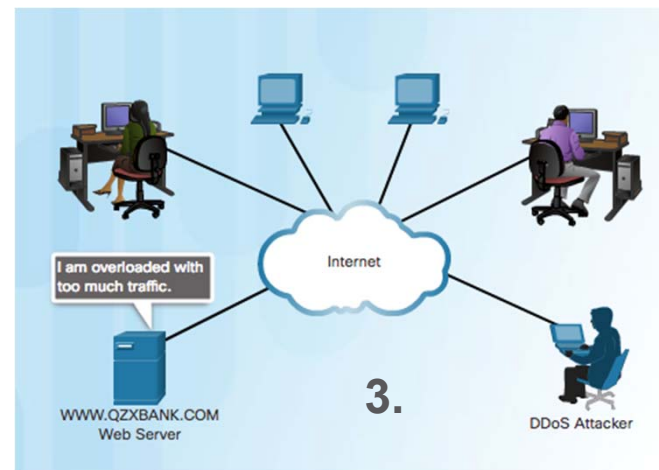 Internet
I am overloaded with
too much traffic.
3.
WWW.QZXBANK.COM
Web Server
DDoS Attacker